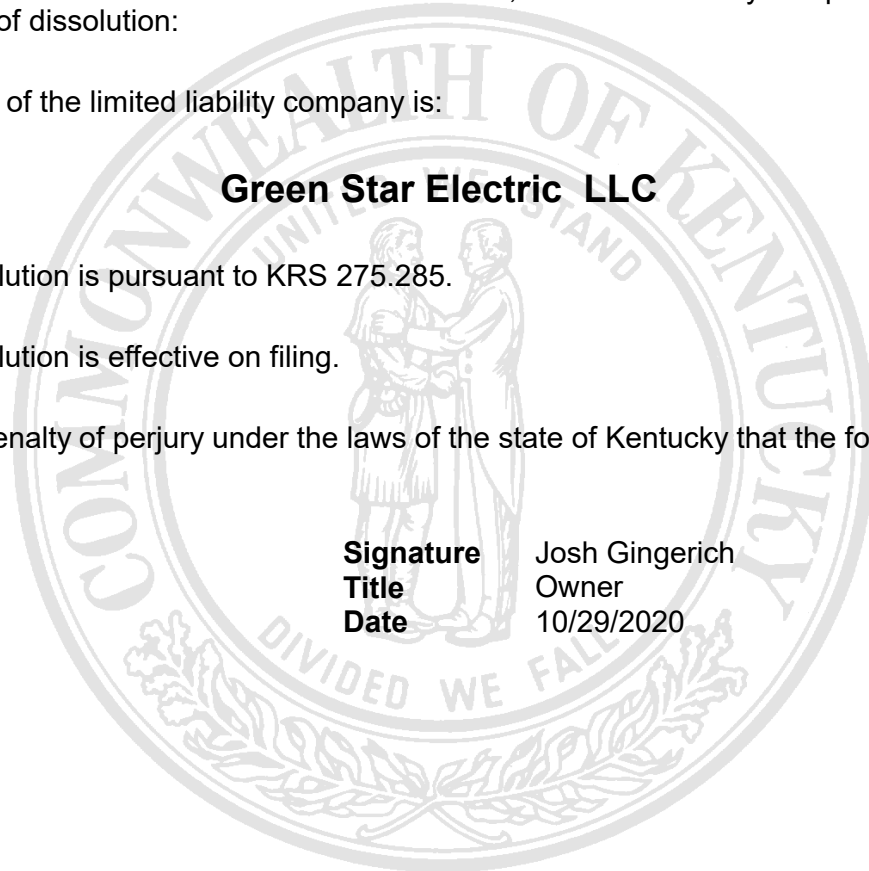 of dissolution:
of the limited liability company is:
Green Star Electric LLC
lution is pursuant to KRS 275.285.
lution is effective on filing.
enalty of perjury under the laws of the state of Kentucky that the fo
Signature Josh Gingerich
Title Owner
Date 10/29/2020
COMMONWEALTH OF KENTUCKY
UNITED WE STAND
DIVIDED WE FALL